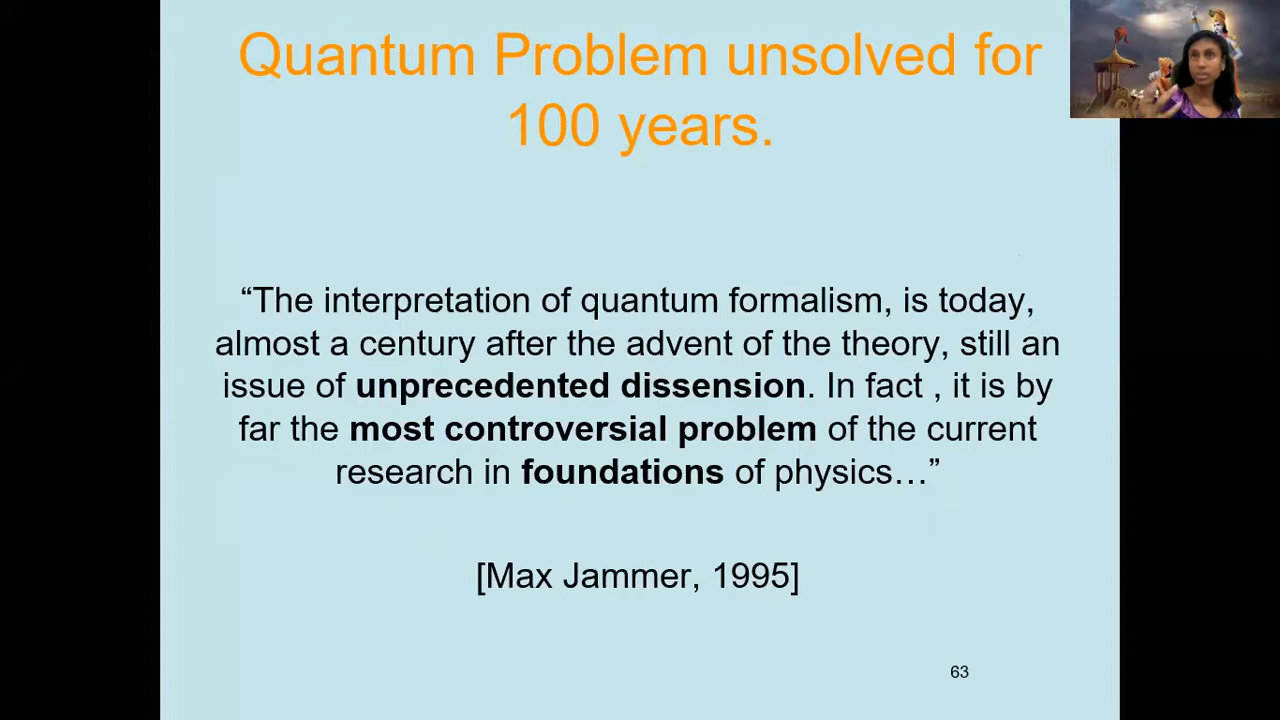 Quantum Problem unsolved for
100 years.
“The interpretation of quantum formalism, is today,
almost a century after the advent of the theory, still an
issue of unprecedented dissension. In fact , it is by
far the most controversial problem of the current
research in foundations of physics…”
[Max Jammer, 1995]
63